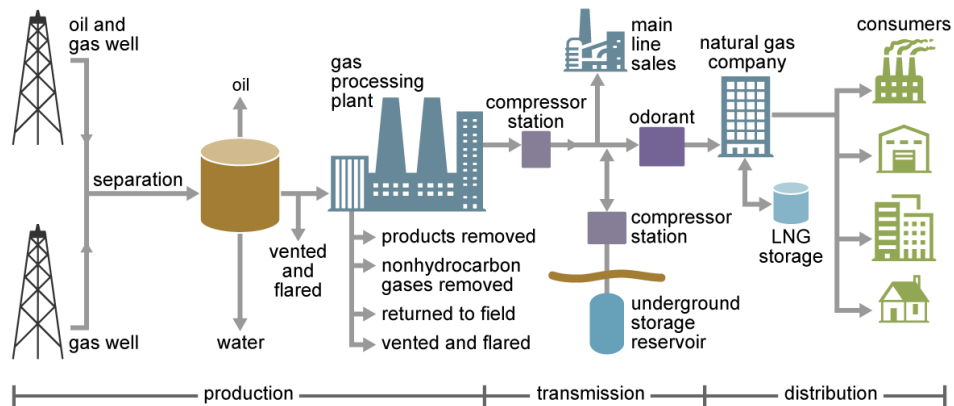 oil and
gas well
oil
separation
gas well
water
vented
and
flared
gas
processing
plant
products removed
nonhydrocarbon
gases removed
returned to field
vented and flared
compressor
station
main
line
sales
odorant
compressor
station
underground
storage
reservoir
natural gas
company
LNG
storage
consumers
production
transmission
distribution